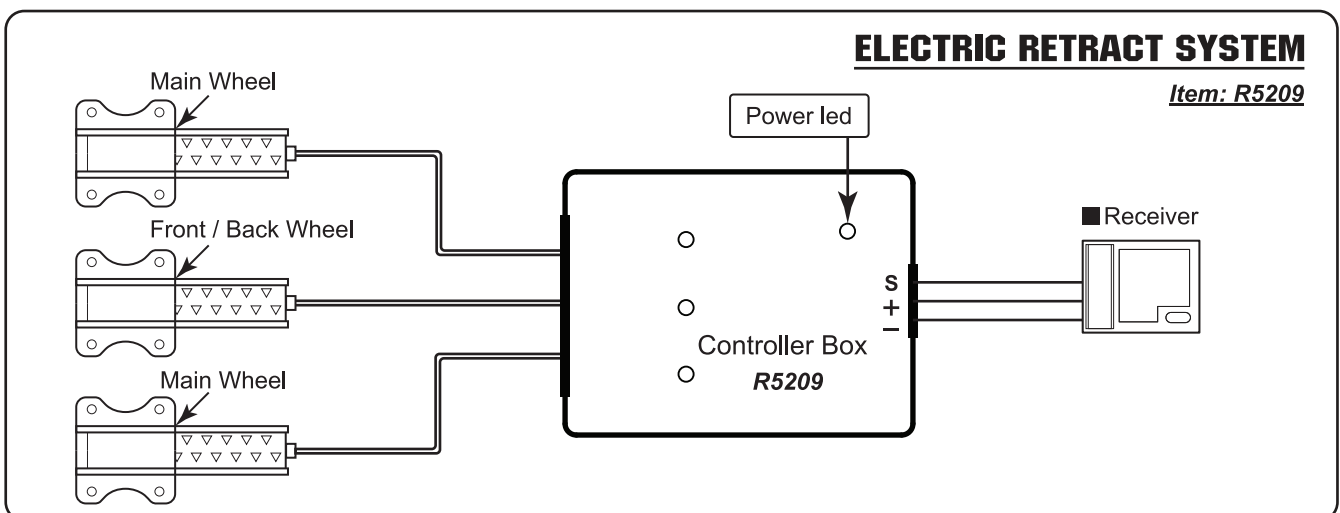 ELECTRIC RETRACT SYSTEM
Item: R5209
Main Wheel
Power led
Front / Back Wheel
■Receiver
S
+
−
Controller Box
R5209
Main Wheel